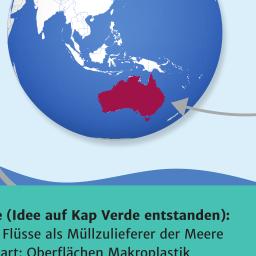 e (Idee auf Kap Verde entstanden):
Flüsse als Müllzulieferer der Meere
art: Oberflächen Makroplastik